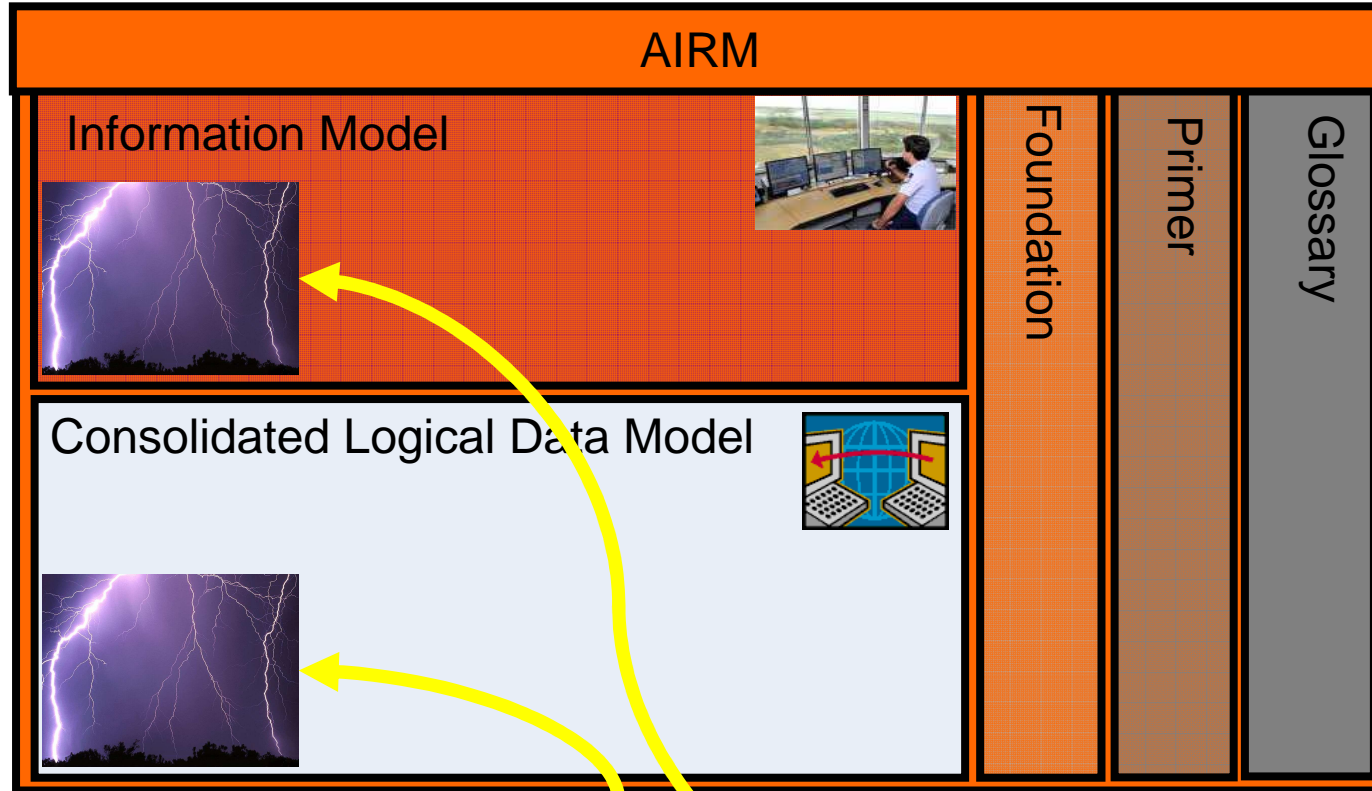 AIRM
Information Model
Consolidated Logical Data Model
Foundation
Primer
Glossary